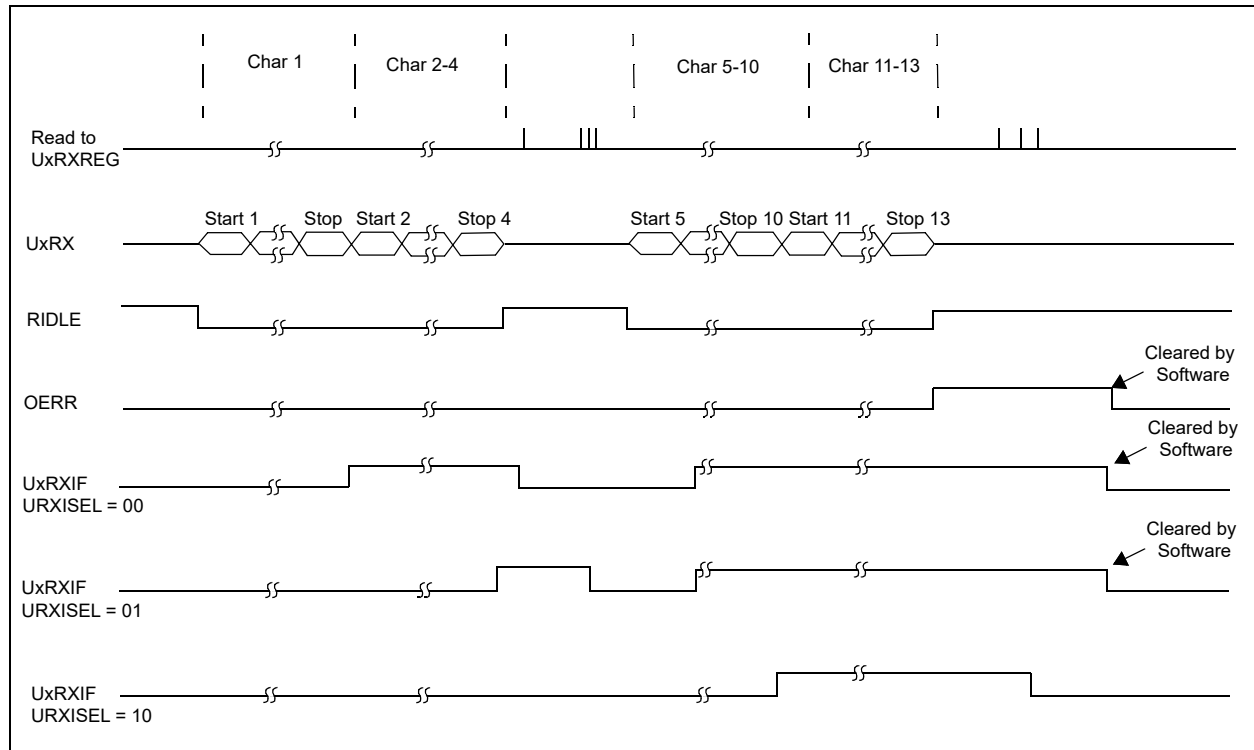 Char 1
Char 2-4
Char 5-10
Char 11-13
Read to
UxRXREG
Start 1
Stop
Start 2
Stop 4
Start 5
Stop 10
Start 11
Stop 13
UxRX
RIDLE
Cleared by
Software
OERR
Cleared by
Software
UxRXIF
URXISEL = 00
Cleared by
Software
UxRXIF
URXISEL = 01
UxRXIF
URXISEL = 10